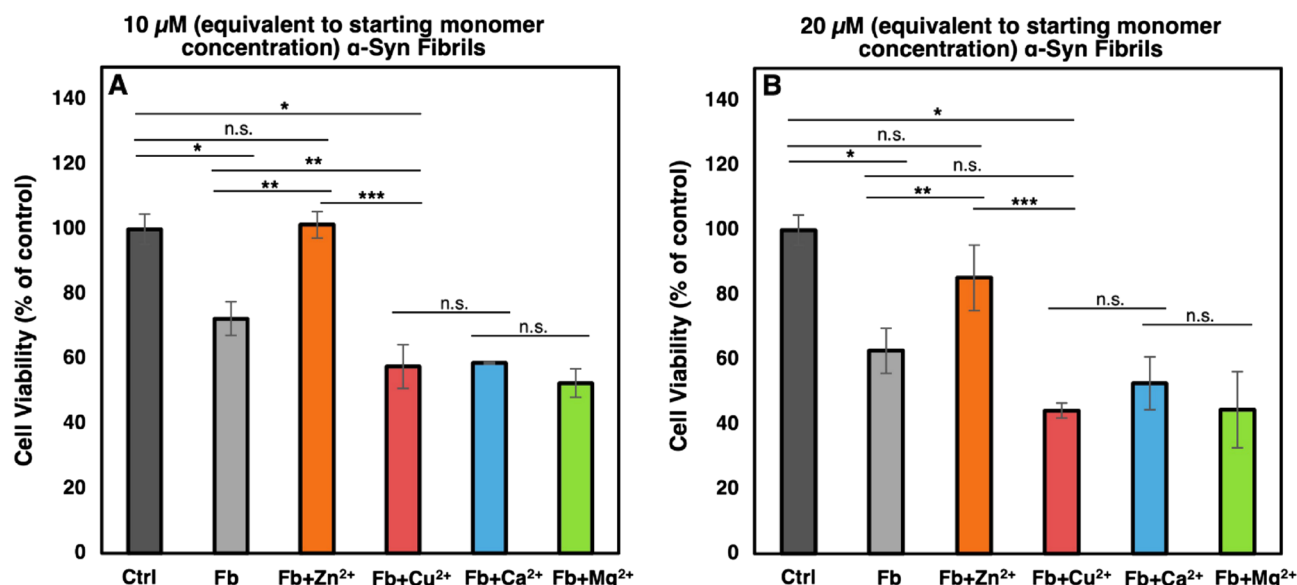 10 µM (equivalent to starting monomer
concentration) α-Syn Fibrils
A
Cell Viability (% of control)
140
120
100
80
60
40
20
0
*
n.s.
*
**
**
***
n.s.
n.s.
Ctrl Fb Fb+Zn²⁺ Fb+Cu²⁺ Fb+Ca²⁺ Fb+Mg²⁺
20 µM (equivalent to starting monomer
concentration) α-Syn Fibrils
B
Cell Viability (% of control)
140
120
100
80
60
40
20
0
*
n.s.
*
n.s.
**
***
n.s.
n.s.
Ctrl Fb Fb+Zn²⁺ Fb+Cu²⁺ Fb+Ca²⁺ Fb+Mg²⁺